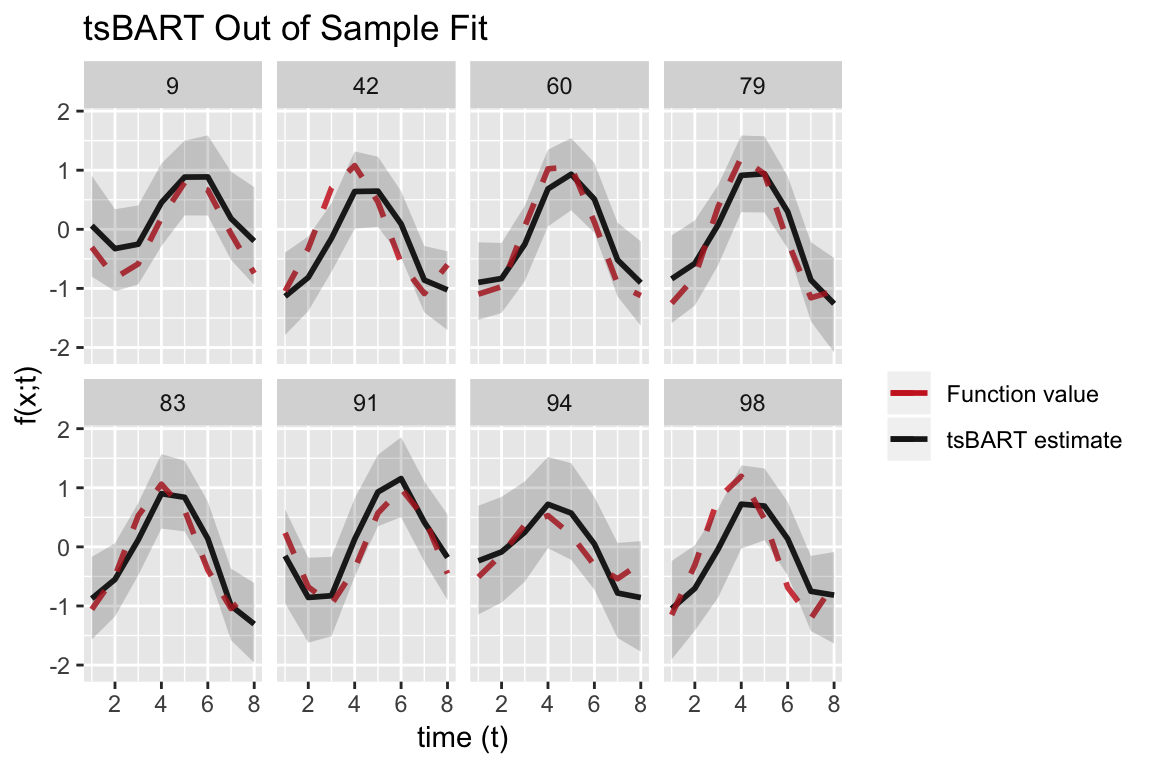 tsBART Out of Sample Fit
9 42 60 79
2
1
0
-1
-2
f(x;t)
83 91 94 98
2
1
0
-1
-2
2 4 6 8 2 4 6 8 2 4 6 8 2 4 6 8
time (t)
Function value
tsBART estimate